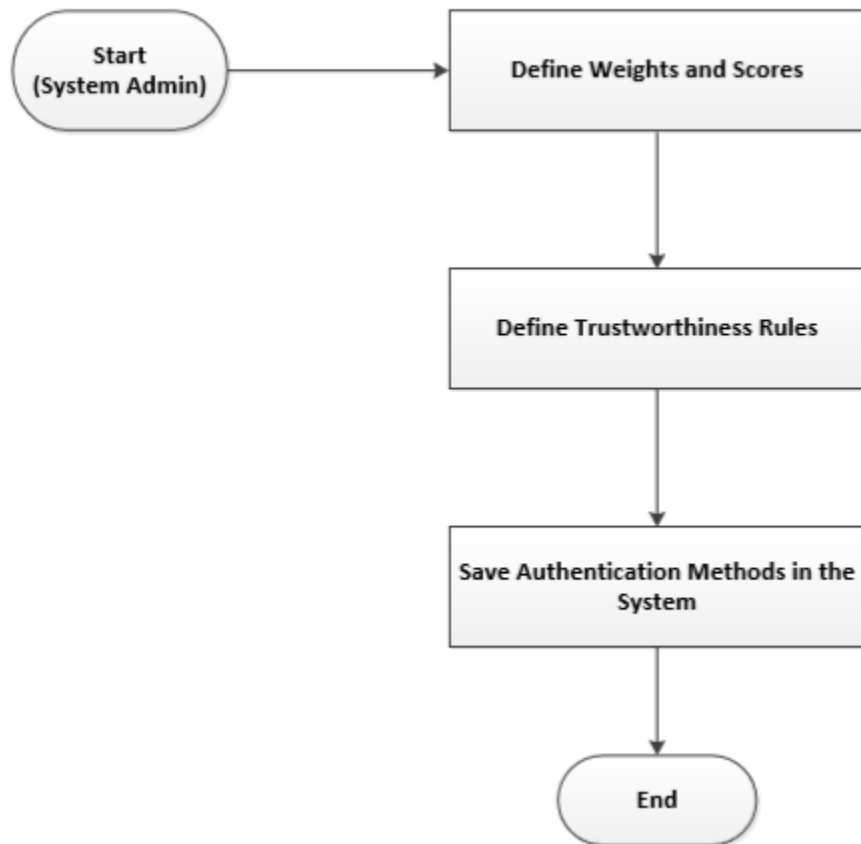 Start
(System Admin)
Define Weights and Scores
Define Trustworthiness Rules
Save Authentication Methods in the
System
End